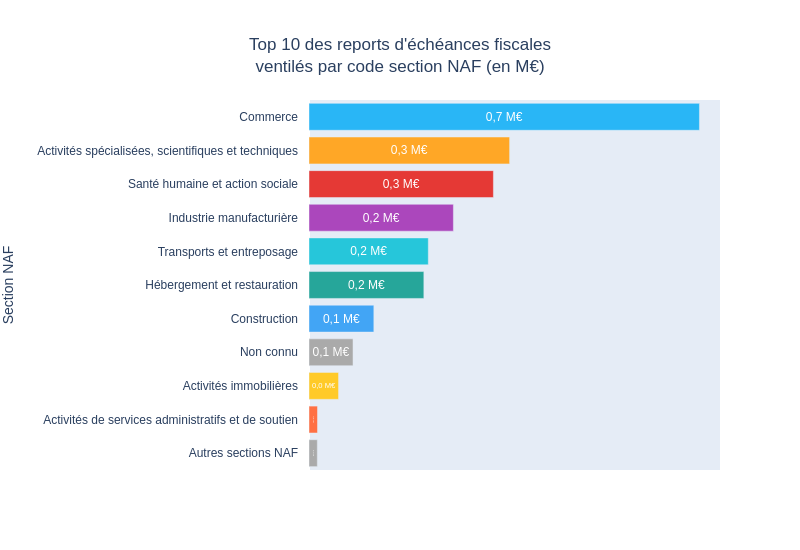 Top 10 des reports d'échéances fiscales
ventilés par code section NAF (en M€)
Section NAF
Commerce 0,7 M€
Activités spécialisées, scientifiques et techniques 0,3 M€
Santé humaine et action sociale 0,3 M€
Industrie manufacturière 0,2 M€
Transports et entreposage 0,2 M€
Hébergement et restauration 0,2 M€
Construction 0,1 M€
Non connu 0,1 M€
Activités immobilières 0,0 M€
Activités de services administratifs et de soutien
Autres sections NAF